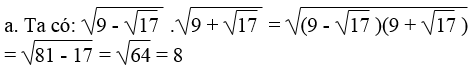 a. Ta có: √(9 - √17) . √(9 + √17) = √((9 - √17)(9 + √17))
= √(81 - 17) = √64 = 8